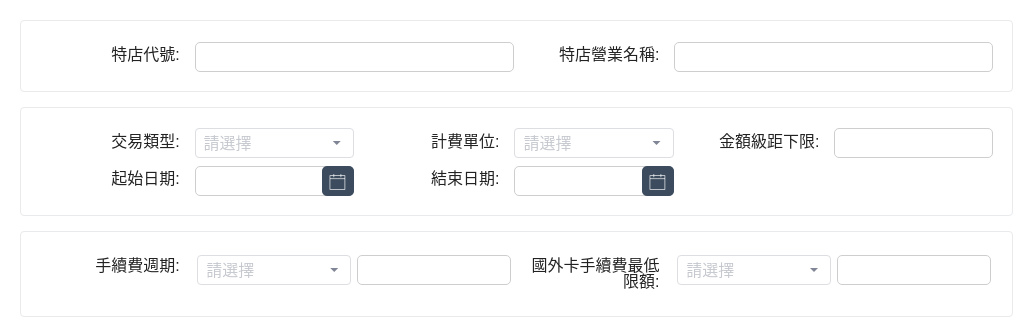 特店代號:
特店營業名稱:
交易類型:
請選擇
計費單位:
請選擇
金額級距下限:
起始日期:
結束日期:
手續費週期:
請選擇
國外卡手續費最低
限額:
請選擇